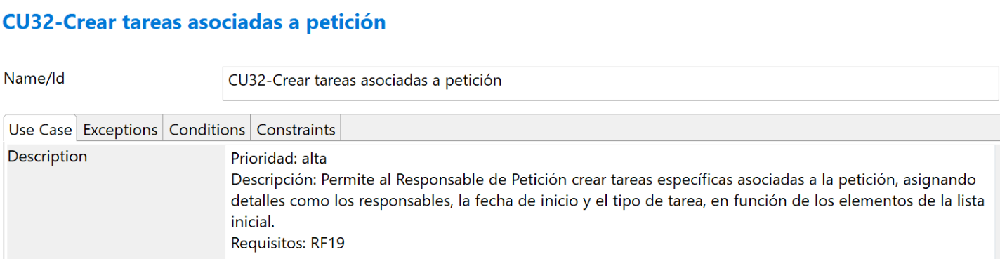 CU32-Crear tareas asociadas a petición
Name/Id
CU32-Crear tareas asociadas a petición
Use Case Exceptions Conditions Constraints
Description
Prioridad: alta
Descripción: Permite al Responsable de Petición crear tareas específicas asociadas a la petición, asignando
detalles como los responsables, la fecha de inicio y el tipo de tarea, en función de los elementos de la lista
inicial.
Requisitos: RF19